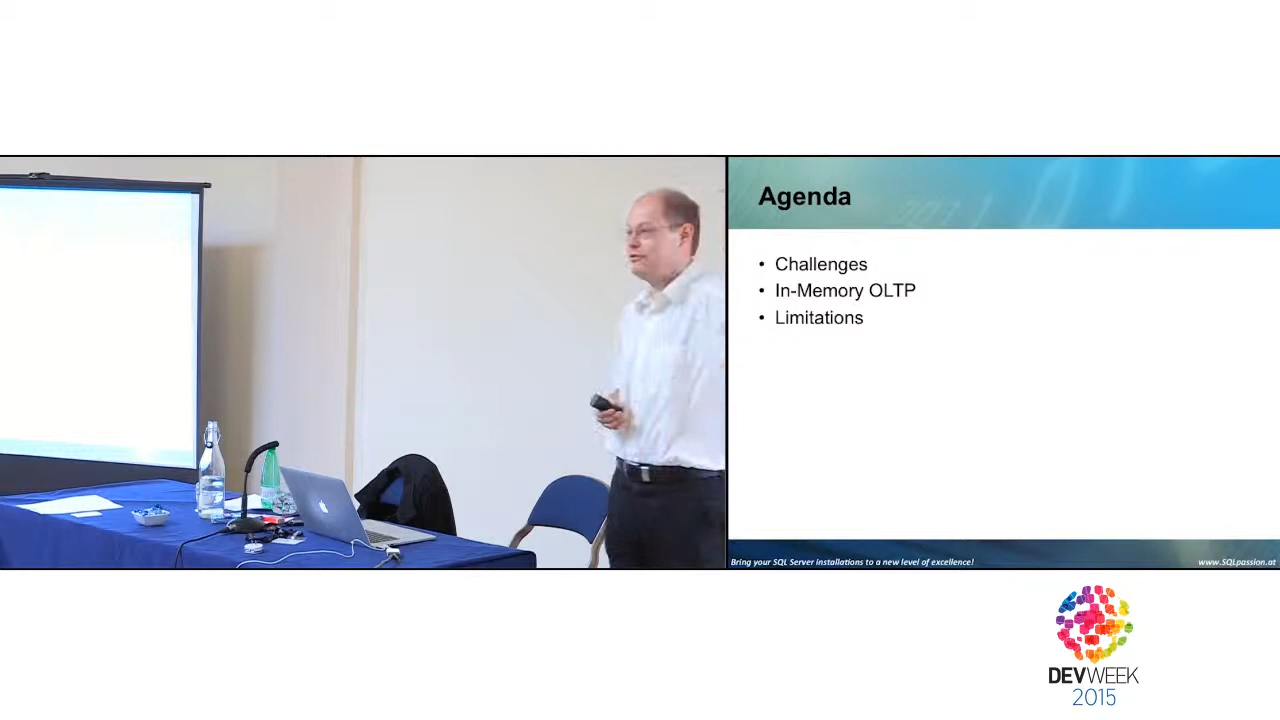 Agenda
• Challenges
• In-Memory OLTP
• Limitations
Bring your SQL Server installations to a new level of excellence!
www.SQLpassion.at
DEVWEEK
2015